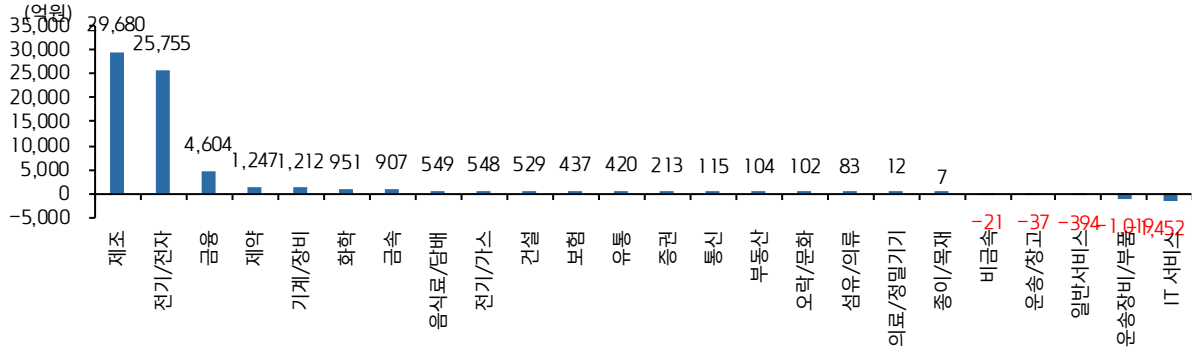 (억원)
35,000
30,000
25,000
20,000
15,000
10,000
5,000
0
-5,000
29,680
25,755
4,604
1,247
1,212
951
907
549
548
529
437
420
213
115
104
102
83
12
7
-21
-37
-394
-1,019
-1,452
제조
전기/전자
금융
제약
기계/장비
화학
금속
음식료/담배
전기/가스
건설
보험
유통
증권
통신
부동산
오락/문화
섬유/의류
의료/정밀기기
종이/목재
비금속
운송/창고
일반서비스
운송장비/부품
IT 서비스